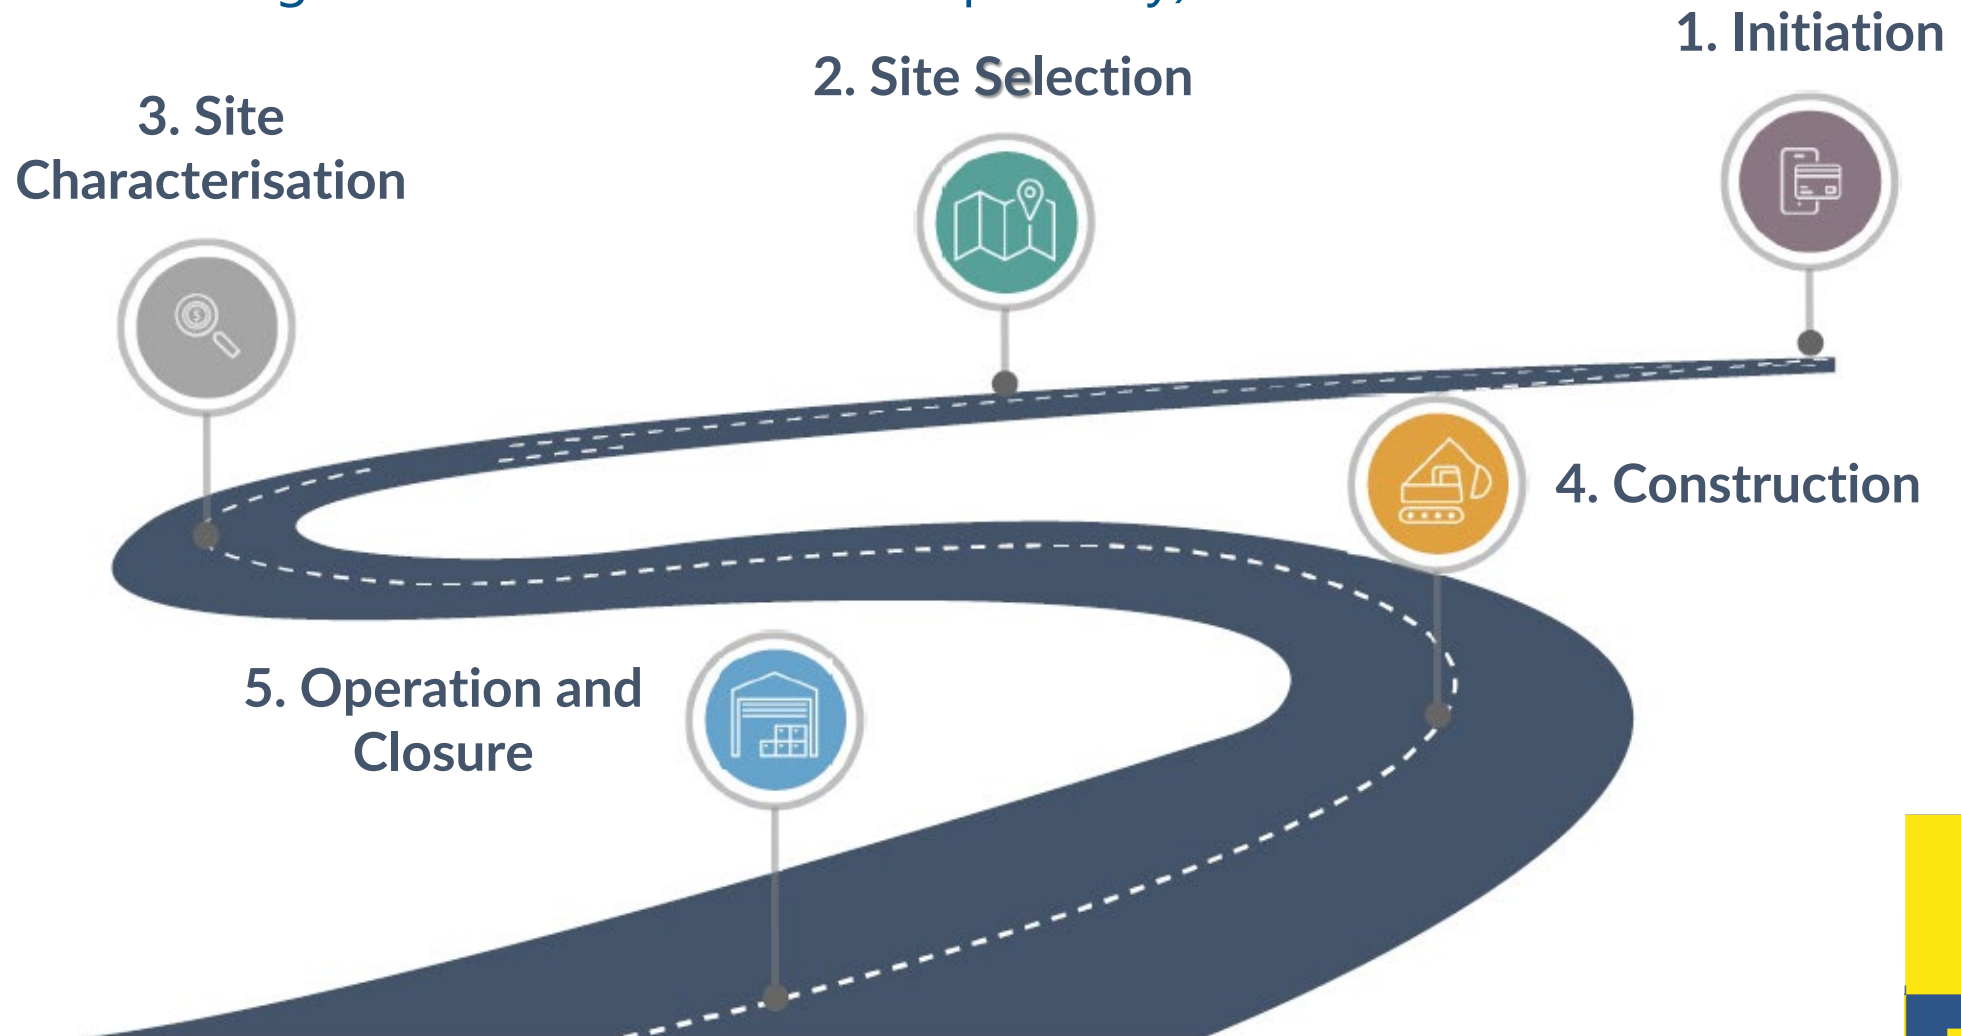 1. Initiation
2. Site Selection
3. Site
Characterisation
4. Construction
5. Operation and
Closure